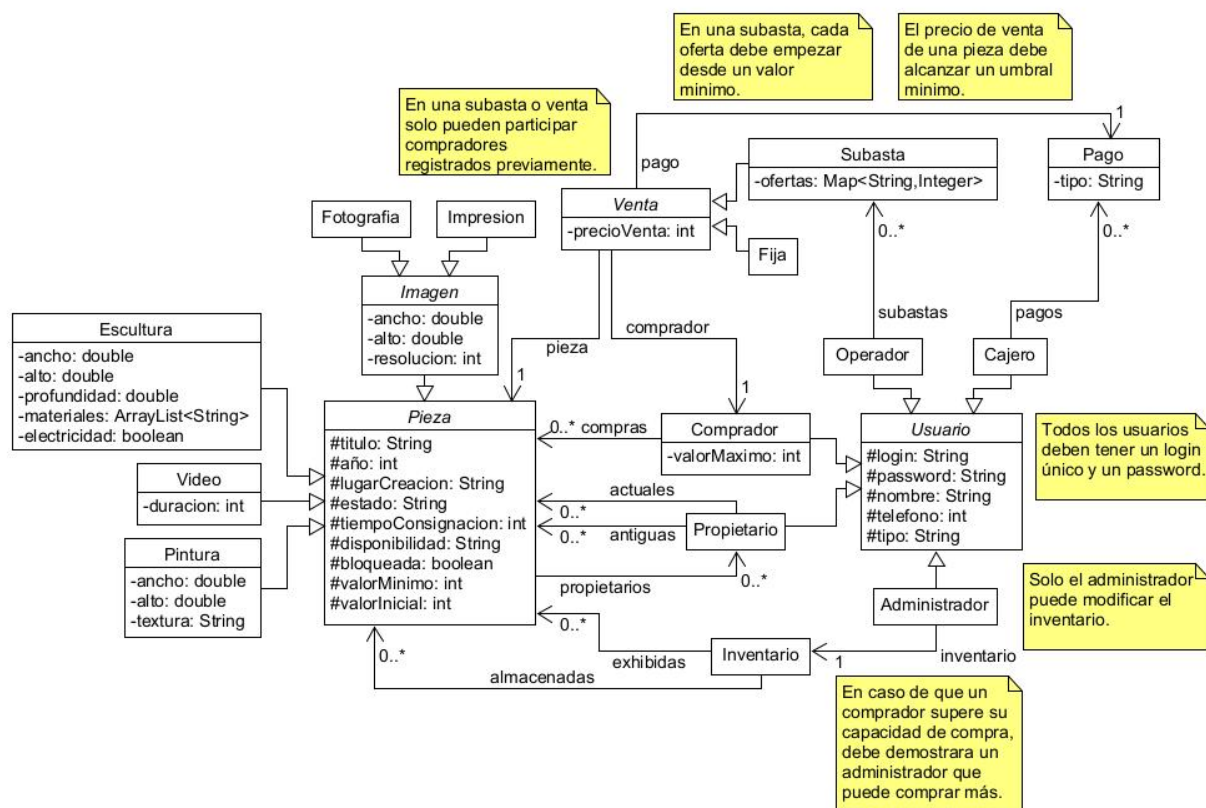 En una subasta, cada
oferta debe empezar
desde un valor
minimo.
El precio de venta
de una pieza debe
alcanzar un umbral
minimo.
En una subasta o venta
solo pueden participar
compradores
registrados previamente.
pago
1
Subasta
-ofertas: Map<String,Integer>
Pago
-tipo: String
Venta
-precioVenta: int
Fija
0..*
0..*
Fotografia
Impresion
Imagen
-ancho: double
-alto: double
-resolucion: int
subastas
pagos
comprador
pieza
1
1
Operador
Cajero
Escultura
-ancho: double
-alto: double
-profundidad: double
-materiales: ArrayList<String>
-electricidad: boolean
Video
-duracion: int
Pintura
-ancho: double
-alto: double
-textura: String
Pieza
#titulo: String
#año: int
#lugarCreacion: String
#estado: String
#tiempoConsignacion: int
#disponibilidad: String
#bloqueada: boolean
#valorMinimo: int
#valorInicial: int
0..* compras
Comprador
-valorMaximo: int
actuales
0..*
0..* antiguas
Propietario
propietarios
0..*
Usuario
#login: String
#password: String
#nombre: String
#telefono: int
#tipo: String
Todos los usuarios
deben tener un login
único y un password.
Administrador
Solo el administrador
puede modificar el
inventario.
0..*
exhibidas
Inventario
1
inventario
0..*
almacenadas
En caso de que un
comprador supere su
capacidad de compra,
debe demostrara un
administrador que
puede comprar más.